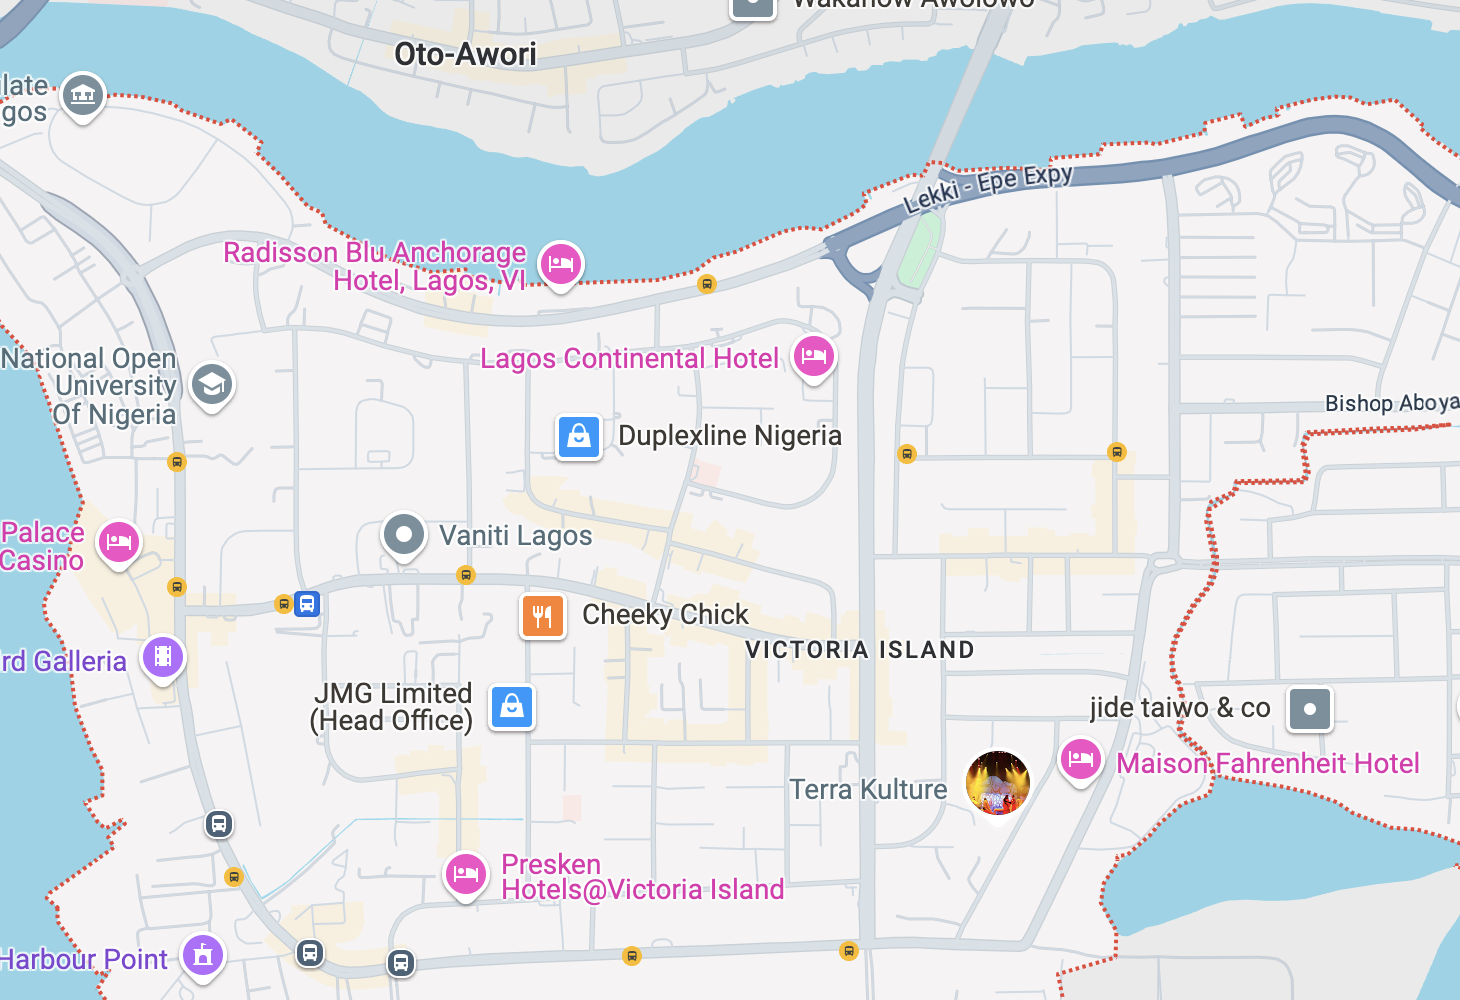 Wakanow Awolowo
Oto-Awori
late
gos
Lekki - Epe Expy
Radisson Blu Anchorage
Hotel, Lagos, VI
National Open
University
Of Nigeria
Lagos Continental Hotel
Bishop Aboya
Duplexline Nigeria
Palace
Casino
Vaniti Lagos
Cheeky Chick
VICTORIA ISLAND
rd Galleria
JMG Limited
(Head Office)
jide taiwo & co
Maison Fahrenheit Hotel
Terra Kulture
Presken
Hotels@Victoria Island
Harbour Point